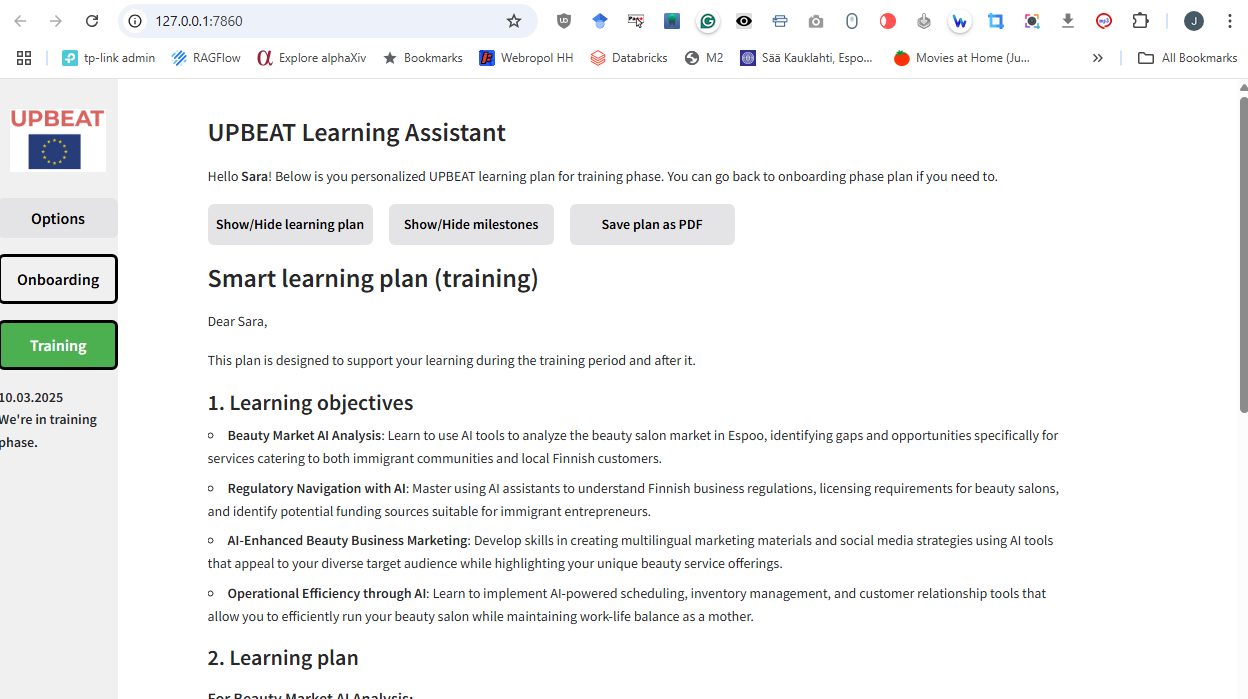 127.0.0.1:7860
tp-link admin
RAGFlow
Explore alphaXiv
Bookmarks
Webropol HH
Databricks
M2
Sää Kauklahti, Espo...
Movies at Home (Ju...
All Bookmarks
UPBEAT
Options
Onboarding
Training
10.03.2025
We're in training
phase.
UPBEAT Learning Assistant
Hello Sara! Below is you personalized UPBEAT learning plan for training phase. You can go back to onboarding phase plan if you need to.
Show/Hide learning plan
Show/Hide milestones
Save plan as PDF
Smart learning plan (training)
Dear Sara,
This plan is designed to support your learning during the training period and after it.
1. Learning objectives
Beauty Market AI Analysis: Learn to use AI tools to analyze the beauty salon market in Espoo, identifying gaps and opportunities specifically for
services catering to both immigrant communities and local Finnish customers.
Regulatory Navigation with AI: Master using AI assistants to understand Finnish business regulations, licensing requirements for beauty salons,
and identify potential funding sources suitable for immigrant entrepreneurs.
AI-Enhanced Beauty Business Marketing: Develop skills in creating multilingual marketing materials and social media strategies using AI tools
that appeal to your diverse target audience while highlighting your unique beauty service offerings.
Operational Efficiency through AI: Learn to implement AI-powered scheduling, inventory management, and customer relationship tools that
allow you to efficiently run your beauty salon while maintaining work-life balance as a mother.
2. Learning plan
For Beauty Market AI Analysis: